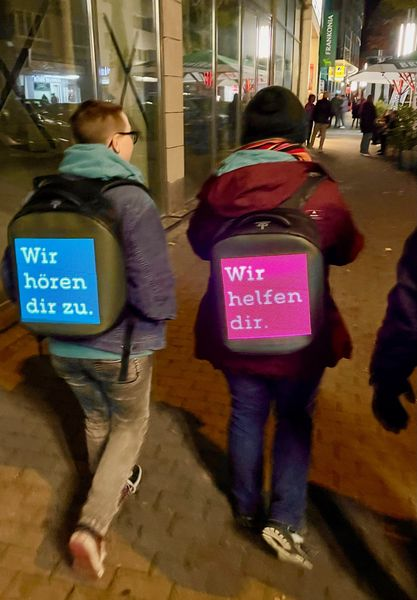 Wir
hören
dir zu.
Wir
helfen
dir.
FRANKONIA